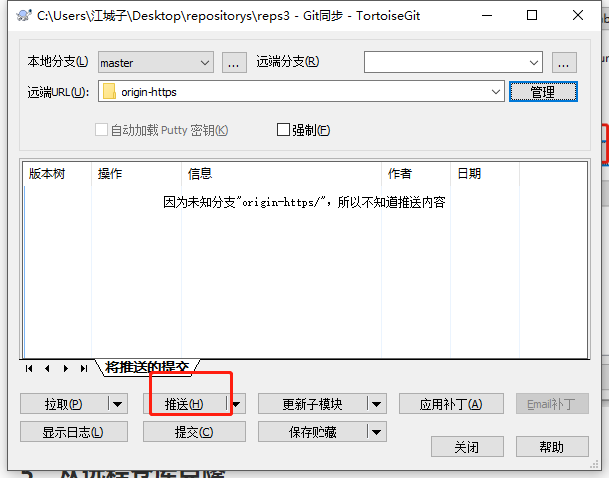 C:\Users\江域子\Desktop\repositorys\reps3 - Git同步 - TortoiseGit
本地分支(L) master ... 远端分支(R) ...
远端URL(U): origin-https 管理
自动加载 Putty 密钥(K) 强制(F)
版本树 操作 信息 作者 日期
因为未知分支"origin-https/"，所以不知道推送内容
将推送的提交
拉取(P) 推送(H) 更新子模块 应用补丁(A) Email补丁
显示日志(L) 提交(C) 保存贮藏
关闭 帮助